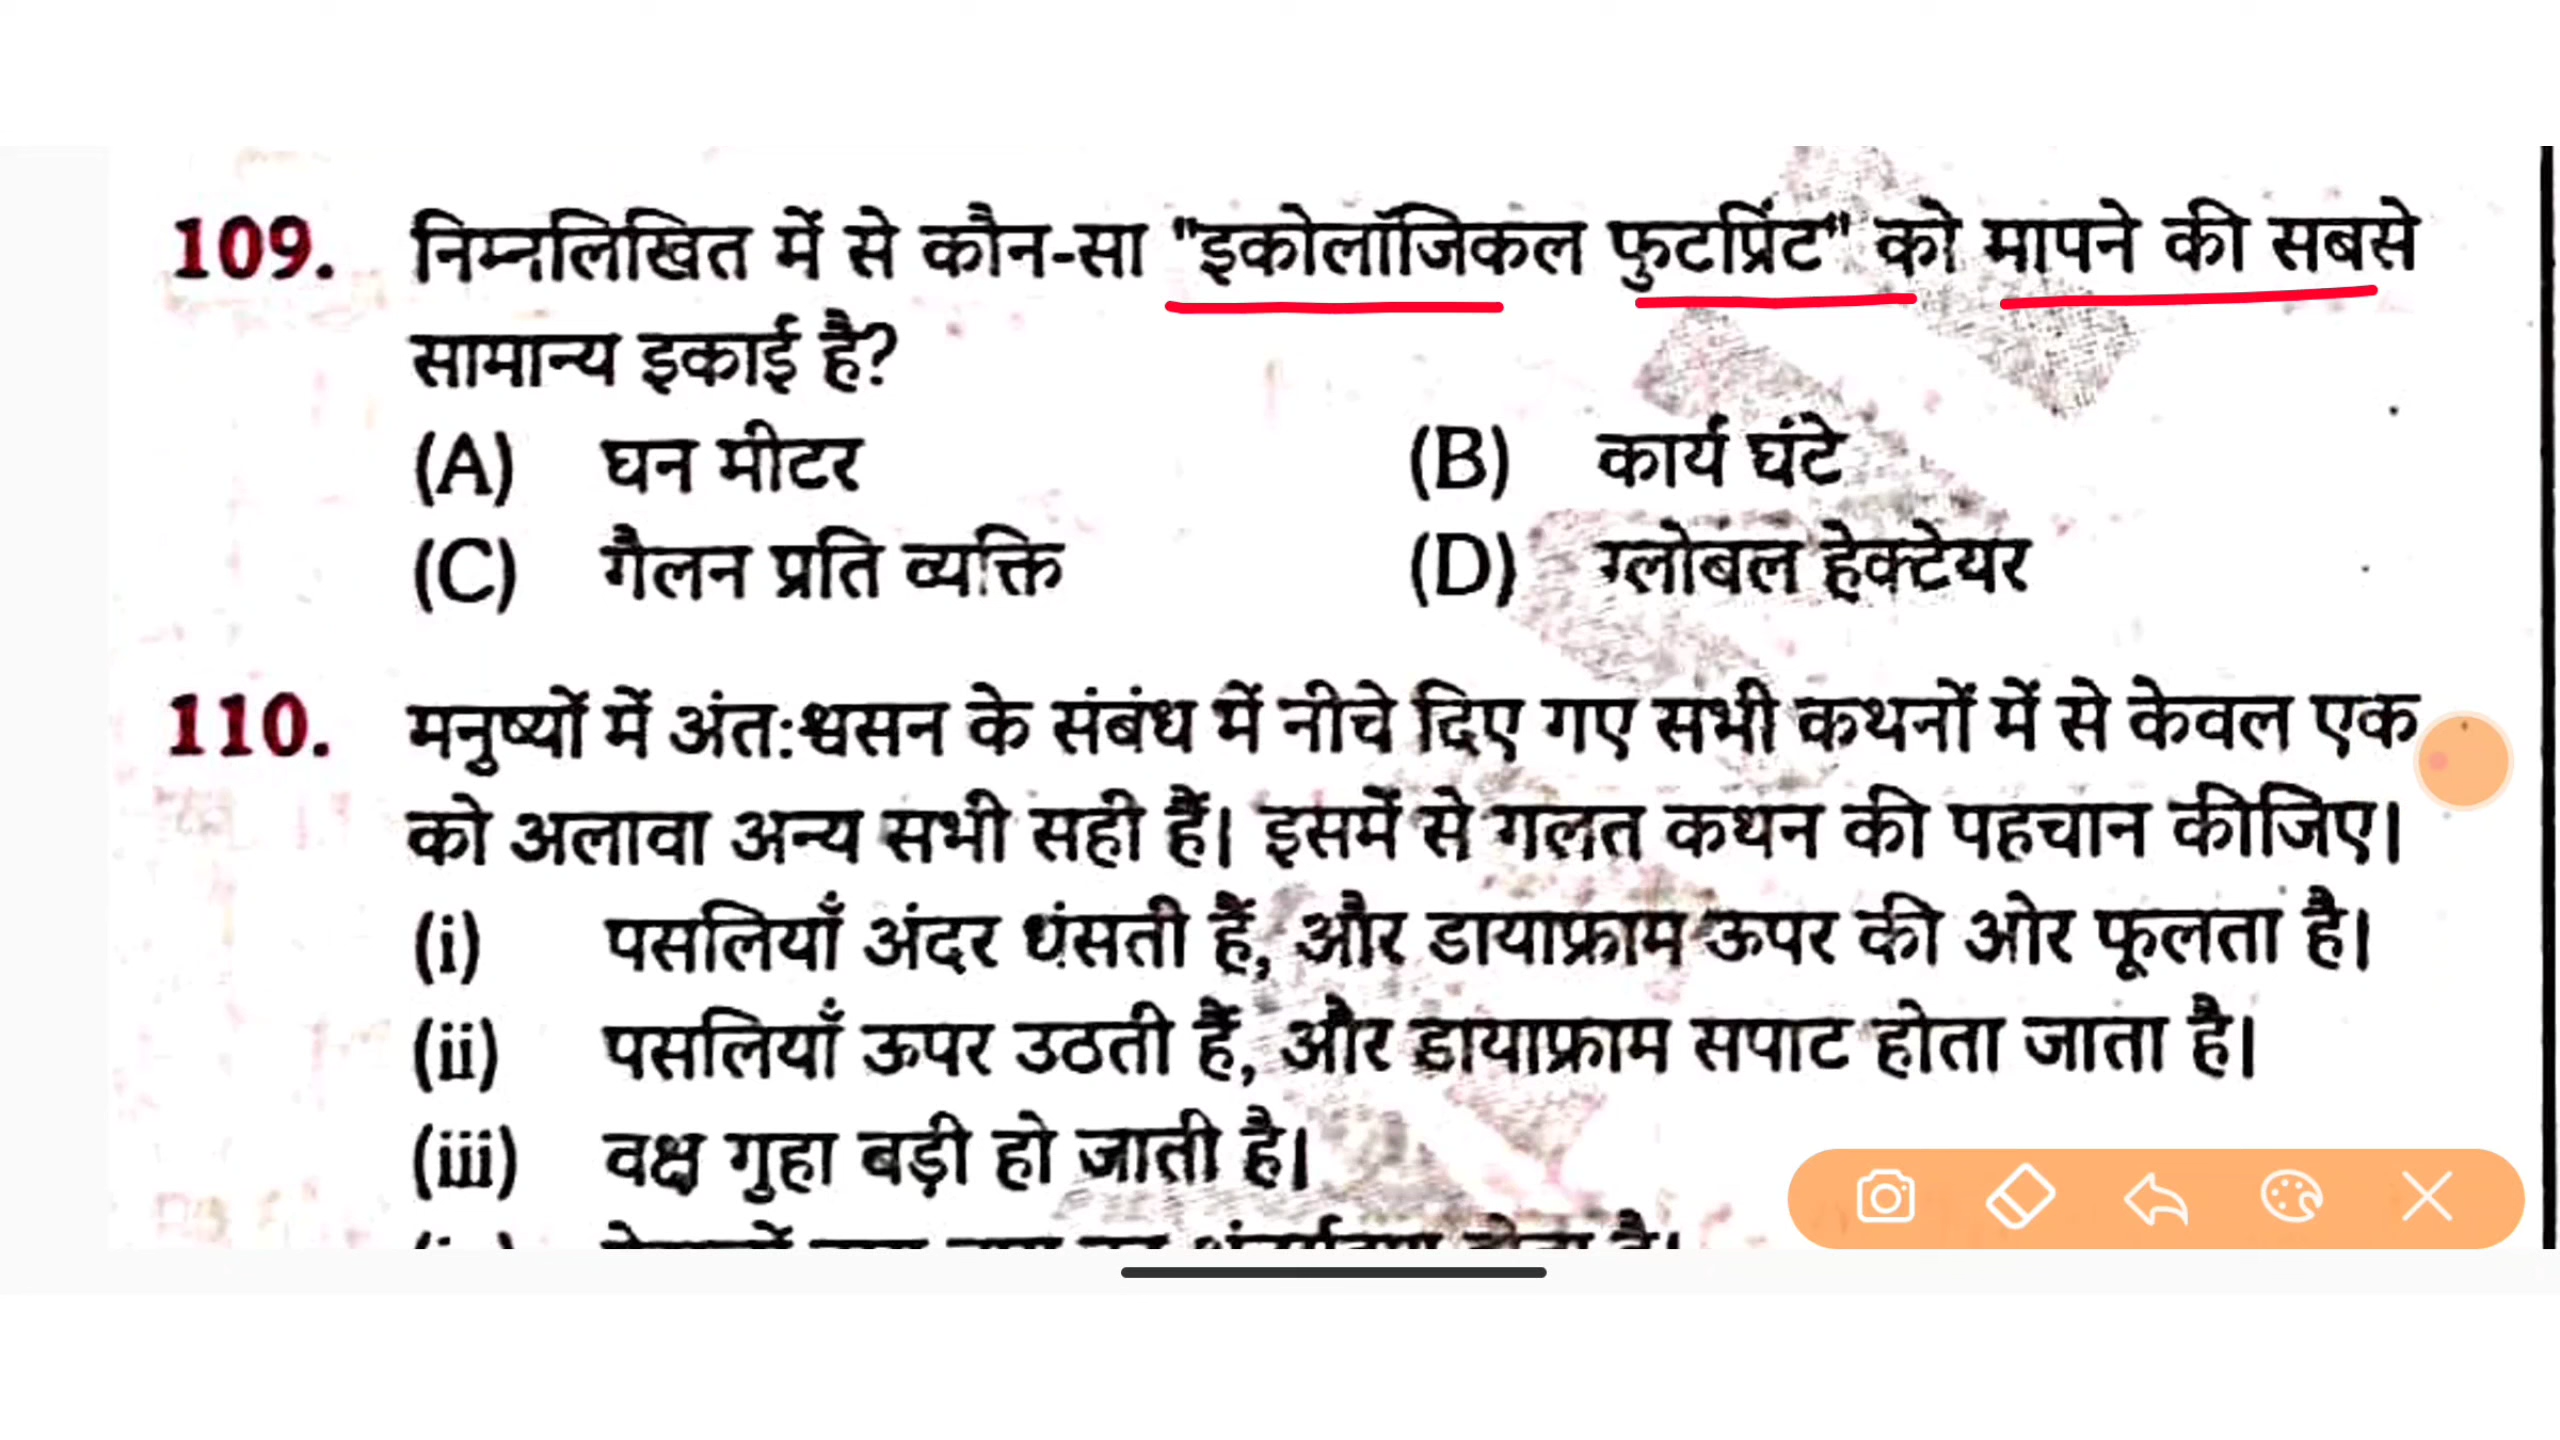 109. निम्नलिखित में से कौन-सा "इकोलॉजिकल फुटप्रिंट" को मापने की सबसे
सामान्य इकाई है?
(A) घन मीटर (B) कार्य घंटे
(C) गैलन प्रति व्यक्ति (D) ग्लोबल हेक्टेयर
110. मनुष्यों में अंत:श्वसन के संबंध में नीचे दिए गए सभी कथनों में से केवल एक
को अलावा अन्य सभी सही हैं। इसमें से गलत कथन की पहचान कीजिए।
(i) पसलियाँ अंदर धंसती हैं, और डायाफ्राम ऊपर की ओर फूलता है।
(ii) पसलियाँ ऊपर उठती हैं, और डायाफ्राम सपाट होता जाता है।
(iii) वक्ष गुहा बड़ी हो जाती है।